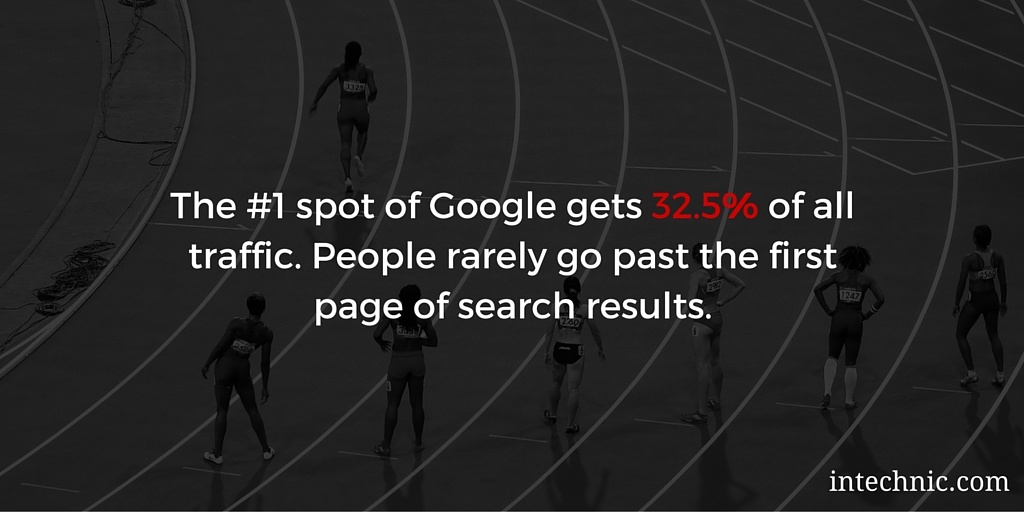 The #1 spot of Google gets 32.5% of all
traffic. People rarely go past the first
page of search results.
1247
intechnic.com